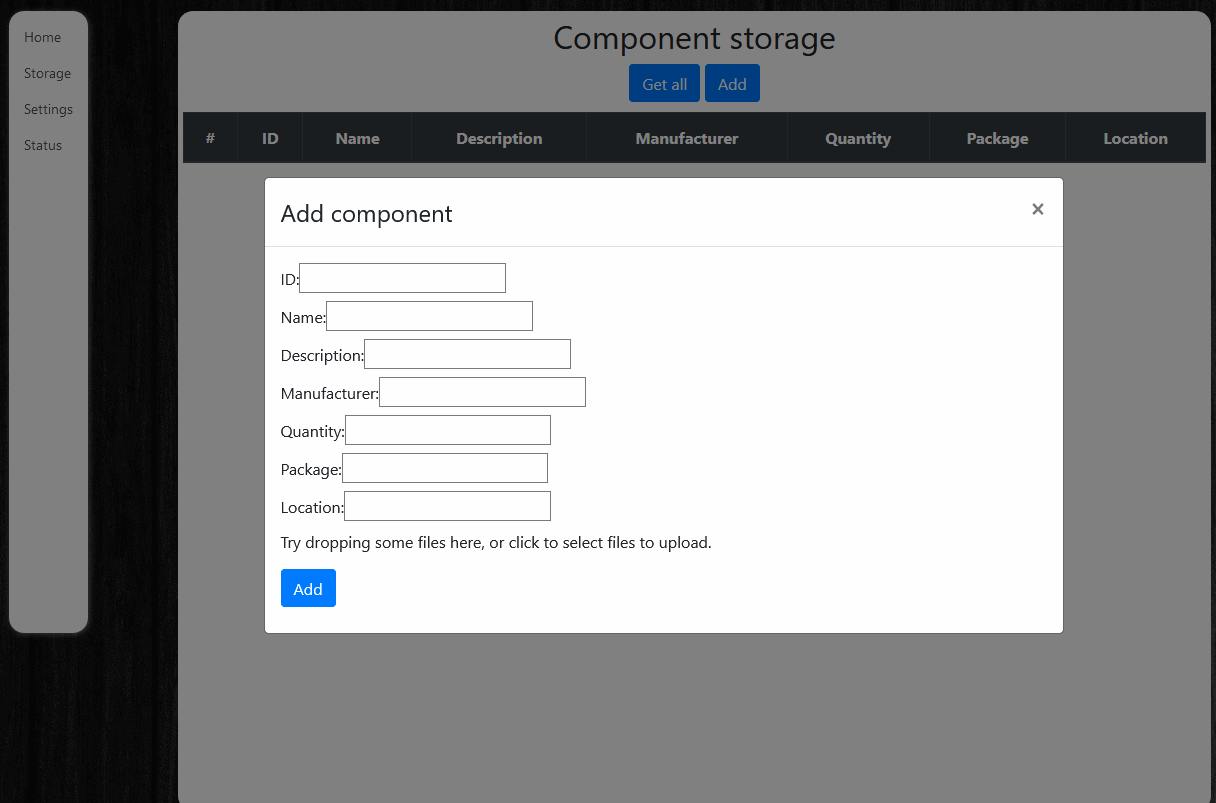 Home
Storage
Settings
Status
Component storage
Get all Add
# ID Name Description Manufacturer Quantity Package Location
Add component ×
ID:
Name:
Description:
Manufacturer:
Quantity:
Package:
Location:
Try dropping some files here, or click to select files to upload.
Add